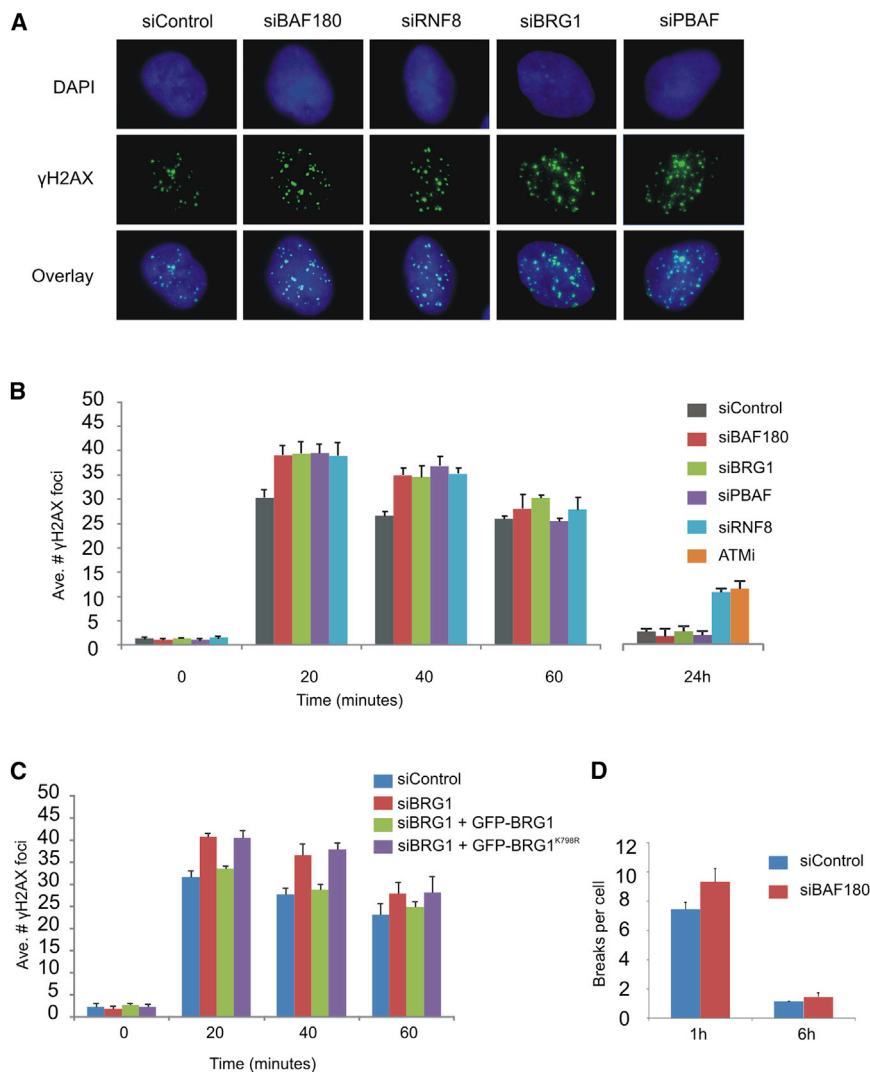 A
siControl siBAF180 siRNF8 siBRG1 siPBAF
DAPI
γH2AX
Overlay
B
Ave. # γH2AX foci
50
45
40
35
30
25
20
15
10
5
0
0 20 40 60 24h
Time (minutes)
siControl
siBAF180
siBRG1
siPBAF
siRNF8
ATMi
C
Ave. # γH2AX foci
50
45
40
35
30
25
20
15
10
5
0
0 20 40 60
Time (minutes)
siControl
siBRG1
siBRG1 + GFP-BRG1
siBRG1 + GFP-BRG1K798R
D
Breaks per cell
12
10
8
6
4
2
0
1h 6h
siControl
siBAF180